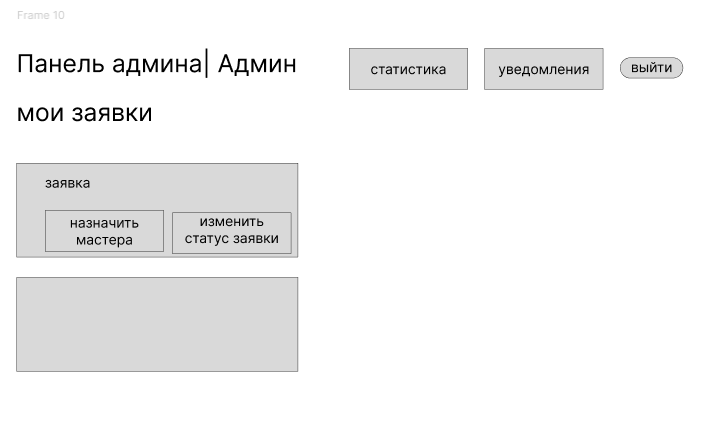 Frame 10
Панель админа| Админ
статистика
уведомления
выйти
мои заявки
заявка
назначить
мастера
изменить
статус заявки